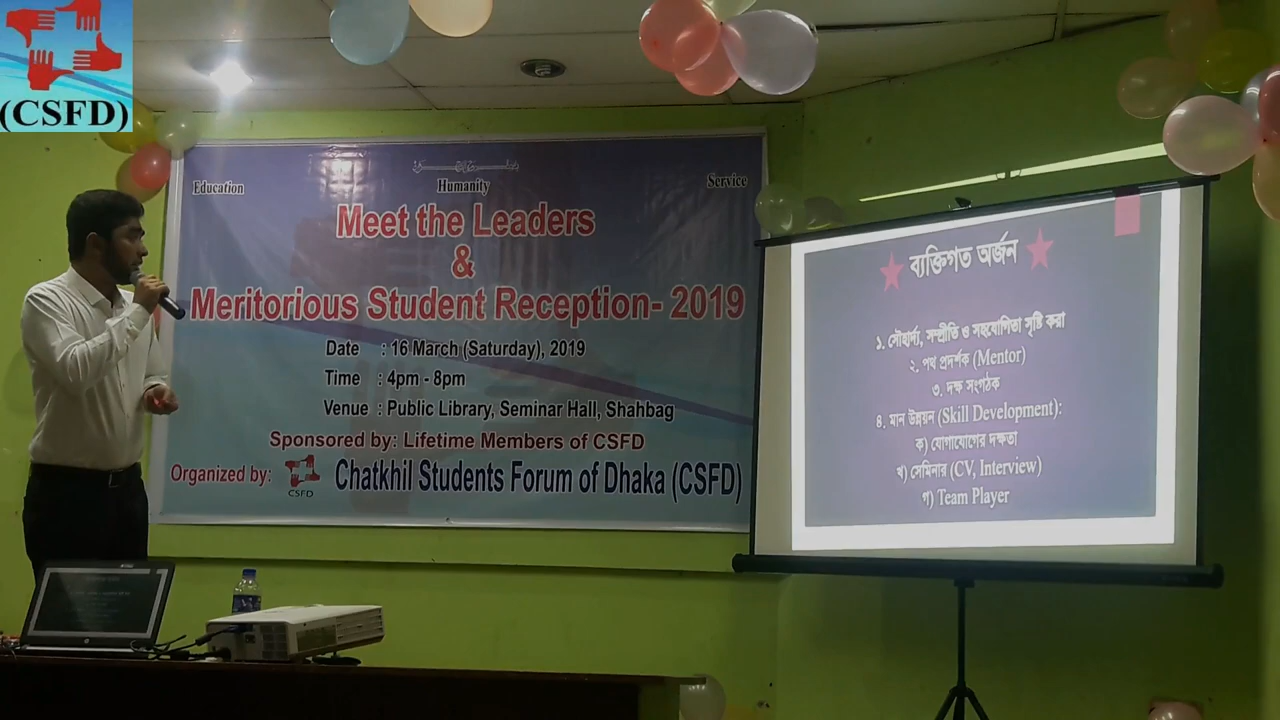 (CSFD)
Education
Humanity
Service
Meet the Leaders
&
Meritorious Student Reception- 2019
Date : 16 March (Saturday), 2019
Time : 4pm - 8pm
Venue : Public Library, Seminar Hall, Shahbag
Sponsored by: Lifetime Members of CSFD
Organized by: CSFD Chatkhil Students Forum of Dhaka (CSFD)
ব্যক্তিগত অর্জন
১. সৌহার্দ্য, সম্প্রীতি ও সহযোগিতা সৃষ্টি করা
২. পথ প্রদর্শক (Mentor)
৩. দক্ষ সংগঠক
৪. মান উন্নয়ন (Skill Development):
ক) যোগাযোগের দক্ষতা
খ) সেমিনার (CV, Interview)
গ) Team Player